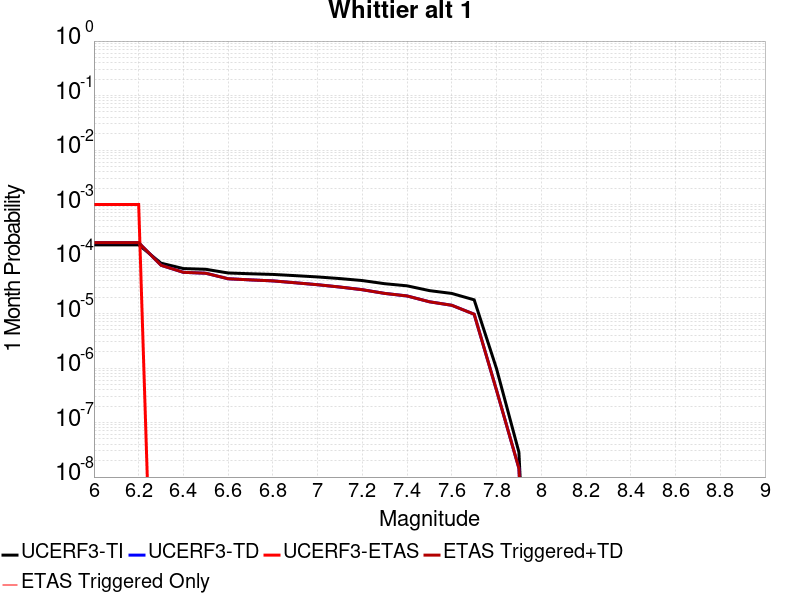 Whittier alt 1
10^0
10^-1
10^-2
10^-3
10^-4
10^-5
10^-6
10^-7
10^-8
1 Month Probability
6 6.2 6.4 6.6 6.8 7 7.2 7.4 7.6 7.8 8 8.2 8.4 8.6 8.8 9
Magnitude
UCERF3-TI UCERF3-TD UCERF3-ETAS ETAS Triggered+TD
ETAS Triggered Only